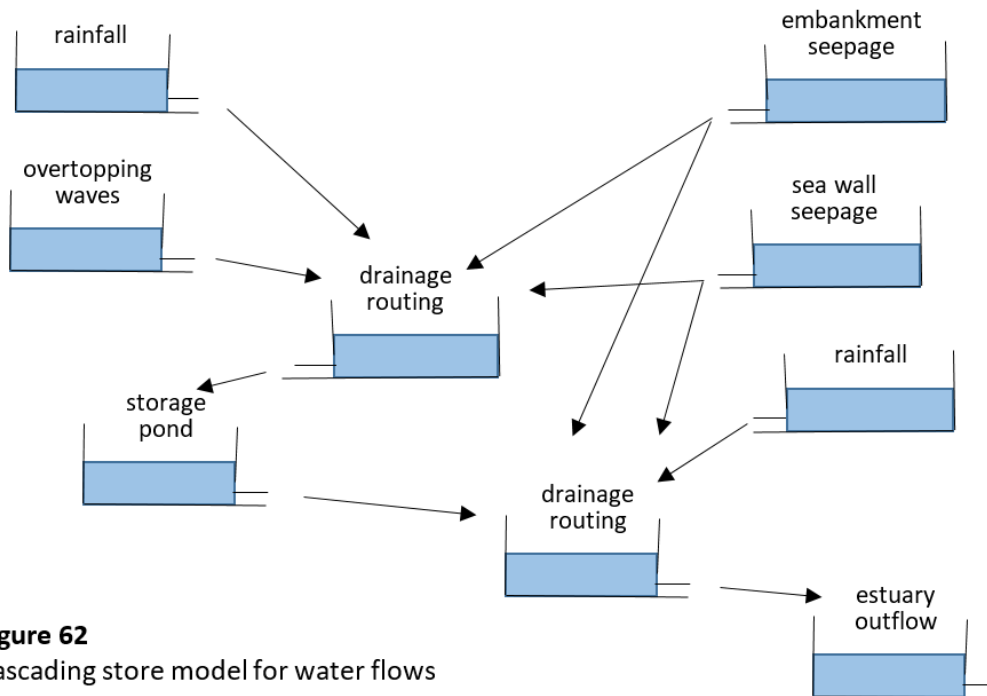 rainfall
embankment
seepage
overtopping
waves
sea wall
seepage
drainage
routing
rainfall
storage
pond
drainage
routing
estuary
outflow
gure 62
ascading store model for water flows